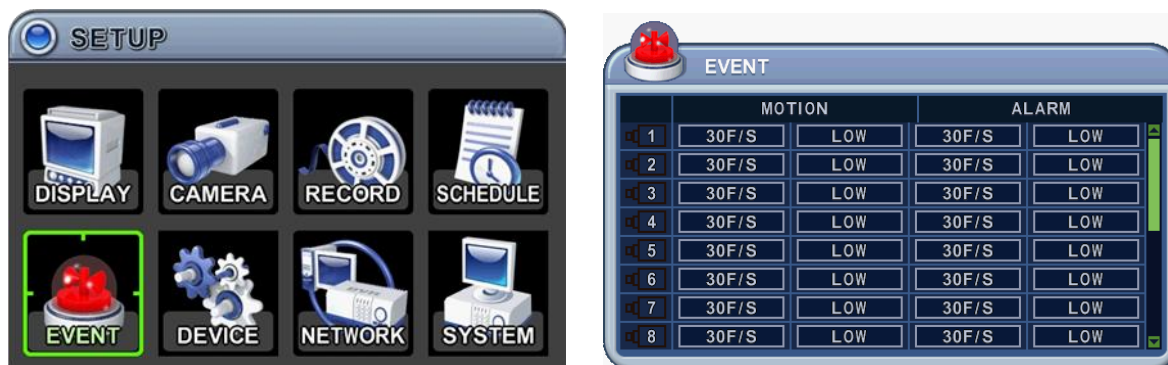 SETUP
DISPLAY CAMERA RECORD SCHEDULE
EVENT DEVICE NETWORK SYSTEM
EVENT
MOTION ALARM
1 30F/S LOW 30F/S LOW
2 30F/S LOW 30F/S LOW
3 30F/S LOW 30F/S LOW
4 30F/S LOW 30F/S LOW
5 30F/S LOW 30F/S LOW
6 30F/S LOW 30F/S LOW
7 30F/S LOW 30F/S LOW
8 30F/S LOW 30F/S LOW